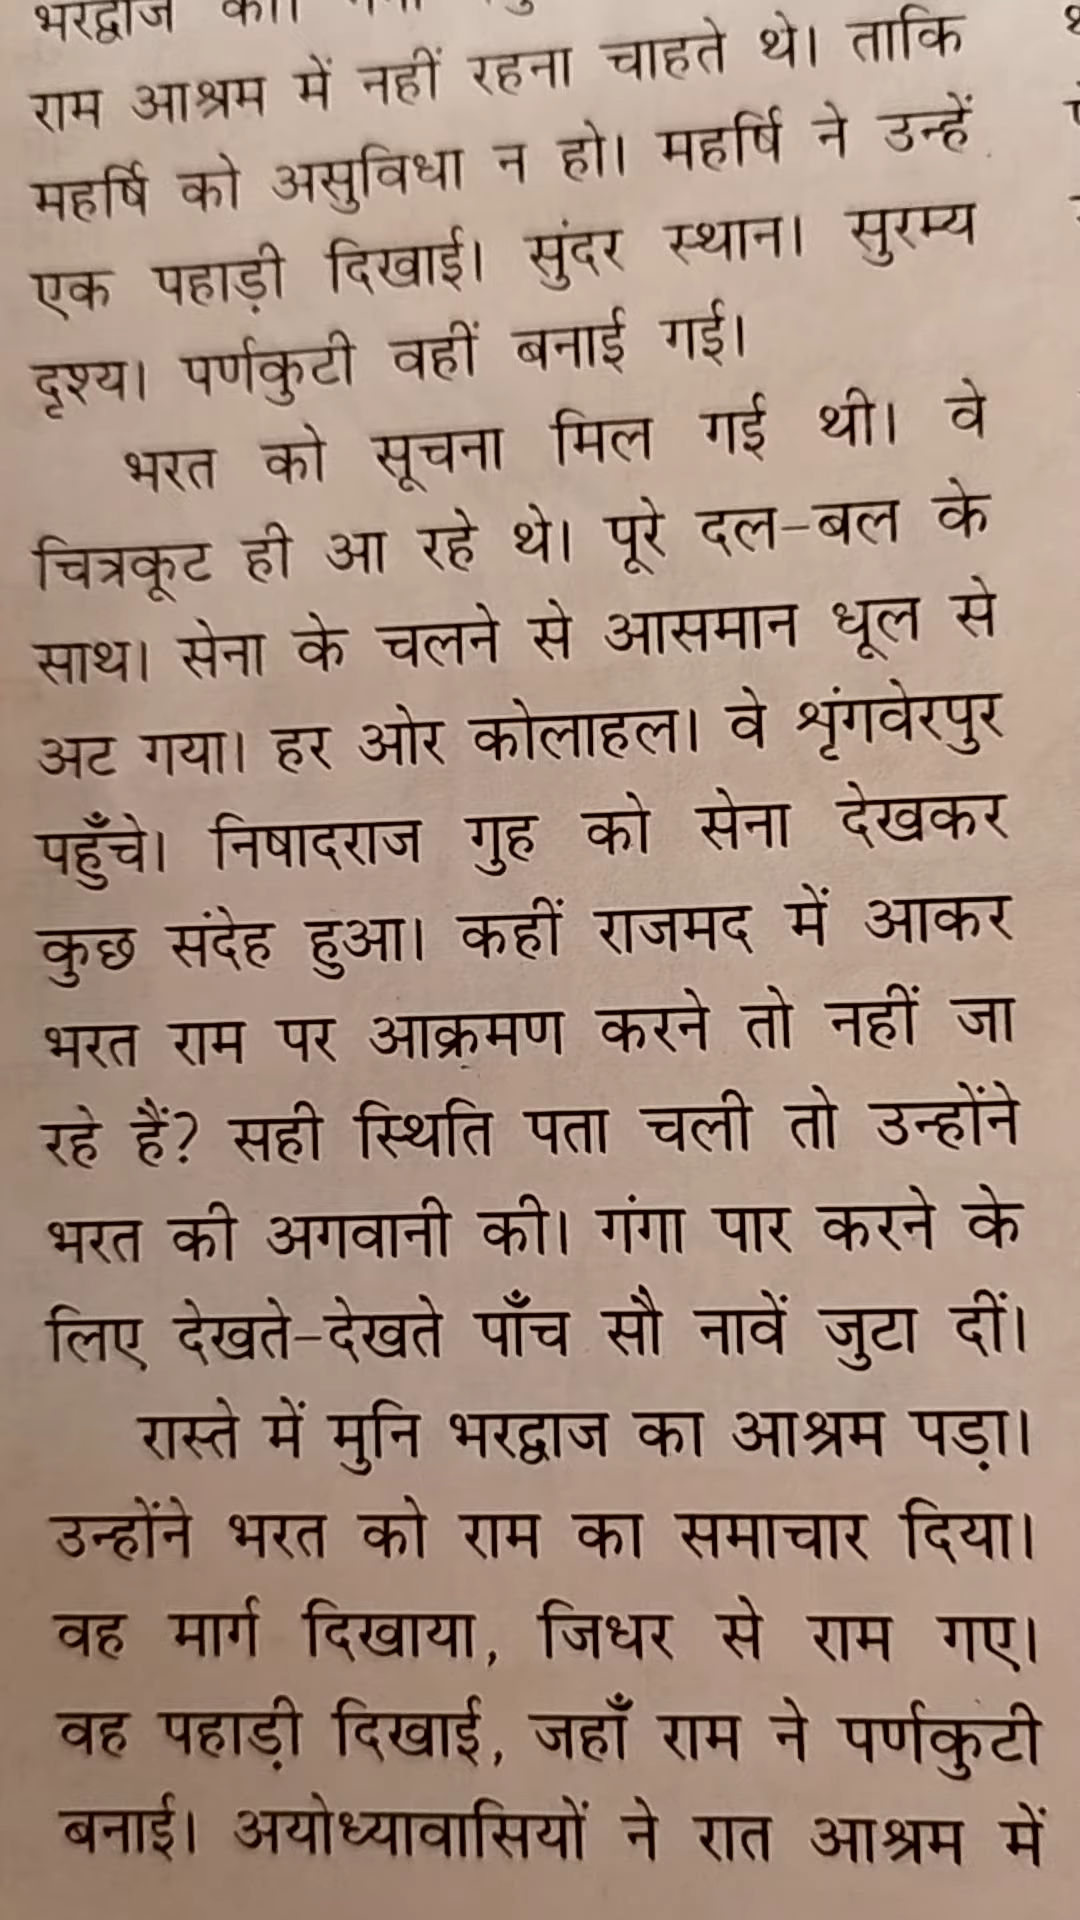 भरद्वाज का।
राम आश्रम में नहीं रहना चाहते थे। ताकि
महर्षि को असुविधा न हो। महर्षि ने उन्हें
एक पहाड़ी दिखाई। सुंदर स्थान। सुरम्य
दृश्य। पर्णकुटी वहीं बनाई गई।
भरत को सूचना मिल गई थी। वे
चित्रकूट ही आ रहे थे। पूरे दल-बल के
साथ। सेना के चलने से आसमान धूल से
अट गया। हर ओर कोलाहल। वे शृंगवेरपुर
पहुँचे। निषादराज गुह को सेना देखकर
कुछ संदेह हुआ। कहीं राजमद में आकर
भरत राम पर आक्रमण करने तो नहीं जा
रहे हैं? सही स्थिति पता चली तो उन्होंने
भरत की अगवानी की। गंगा पार करने के
लिए देखते-देखते पाँच सौ नावें जुटा दीं।
रास्ते में मुनि भरद्वाज का आश्रम पड़ा।
उन्होंने भरत को राम का समाचार दिया।
वह मार्ग दिखाया, जिधर से राम गए।
वह पहाड़ी दिखाई, जहाँ राम ने पर्णकुटी
बनाई। अयोध्यावासियों ने रात आश्रम में